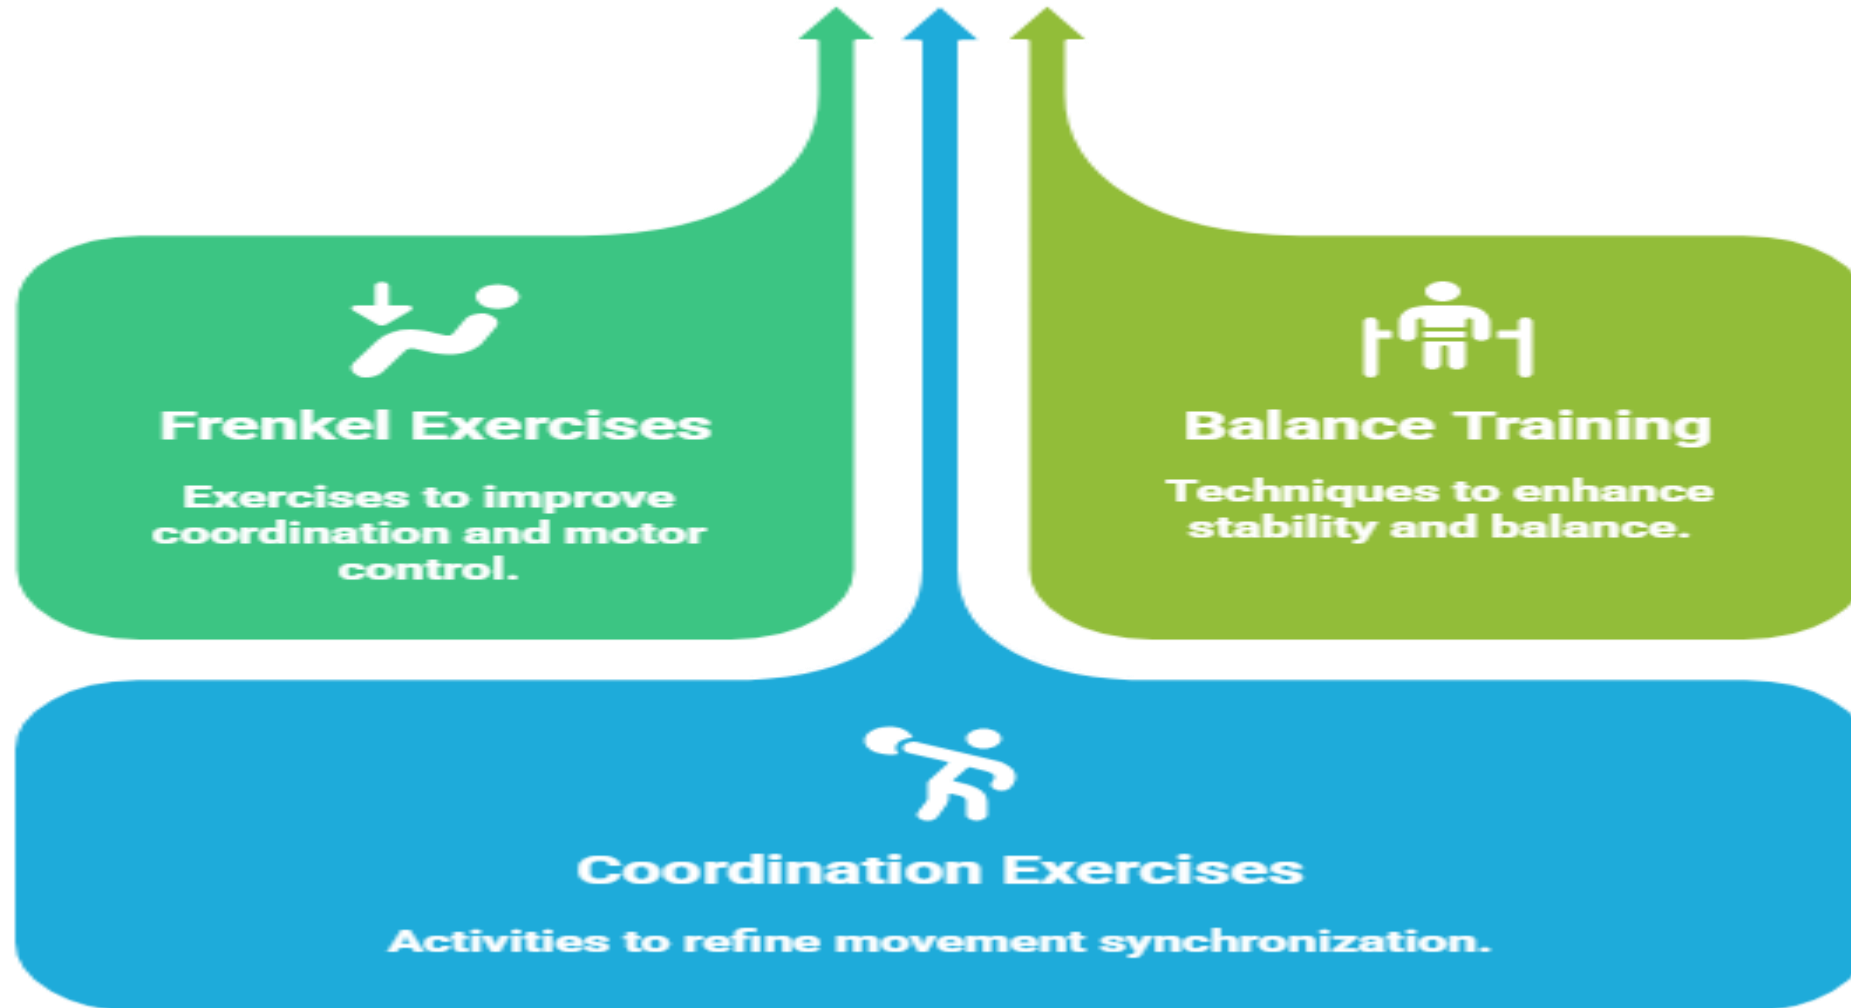 Frenkel Exercises
Exercises to improve
coordination and motor
control.
Balance Training
Techniques to enhance
stability and balance.
Coordination Exercises
Activities to refine movement synchronization.